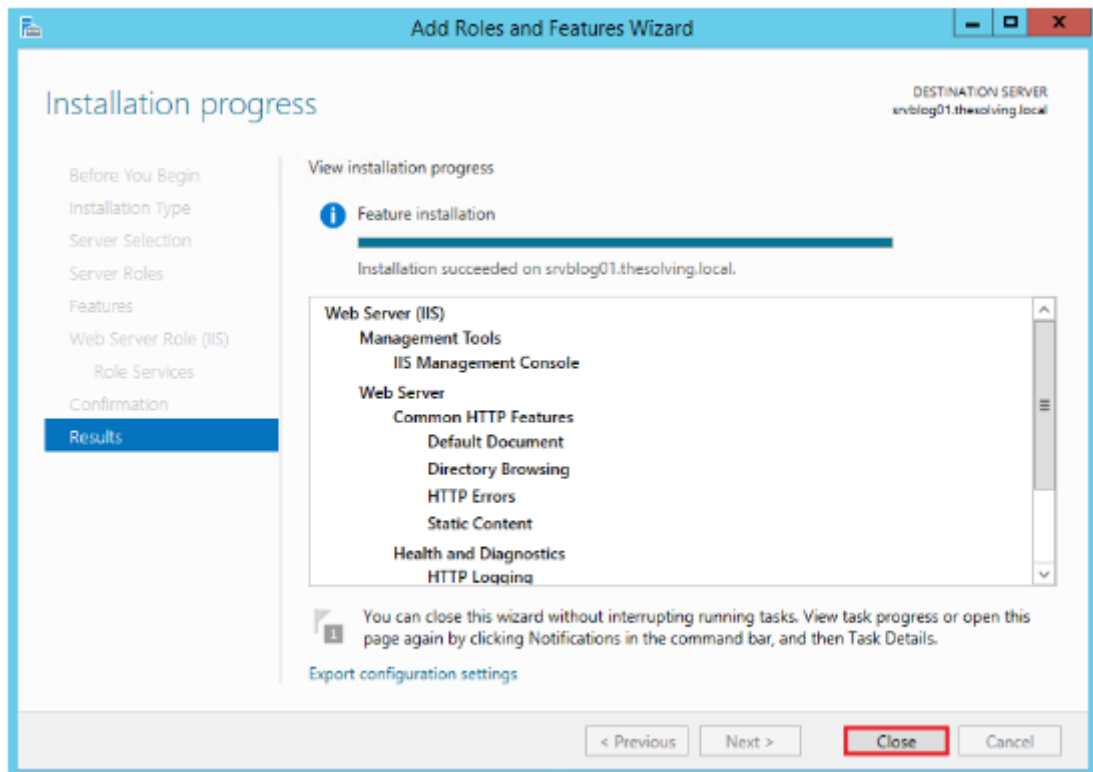 Add Roles and Features Wizard
Installation progress
DESTINATION SERVER
srvblog01.thesolving.local
Before You Begin
Installation Type
Server Selection
Server Roles
Features
Web Server Role (IIS)
Role Services
Confirmation
Results
View installation progress
Feature installation
Installation succeeded on srvblog01.thesolving.local.
Web Server (IIS)
Management Tools
IIS Management Console
Web Server
Common HTTP Features
Default Document
Directory Browsing
HTTP Errors
Static Content
Health and Diagnostics
HTTP Logging
1
You can close this wizard without interrupting running tasks. View task progress or open this
page again by clicking Notifications in the command bar, and then Task Details.
Export configuration settings
< Previous
Next >
Close
Cancel